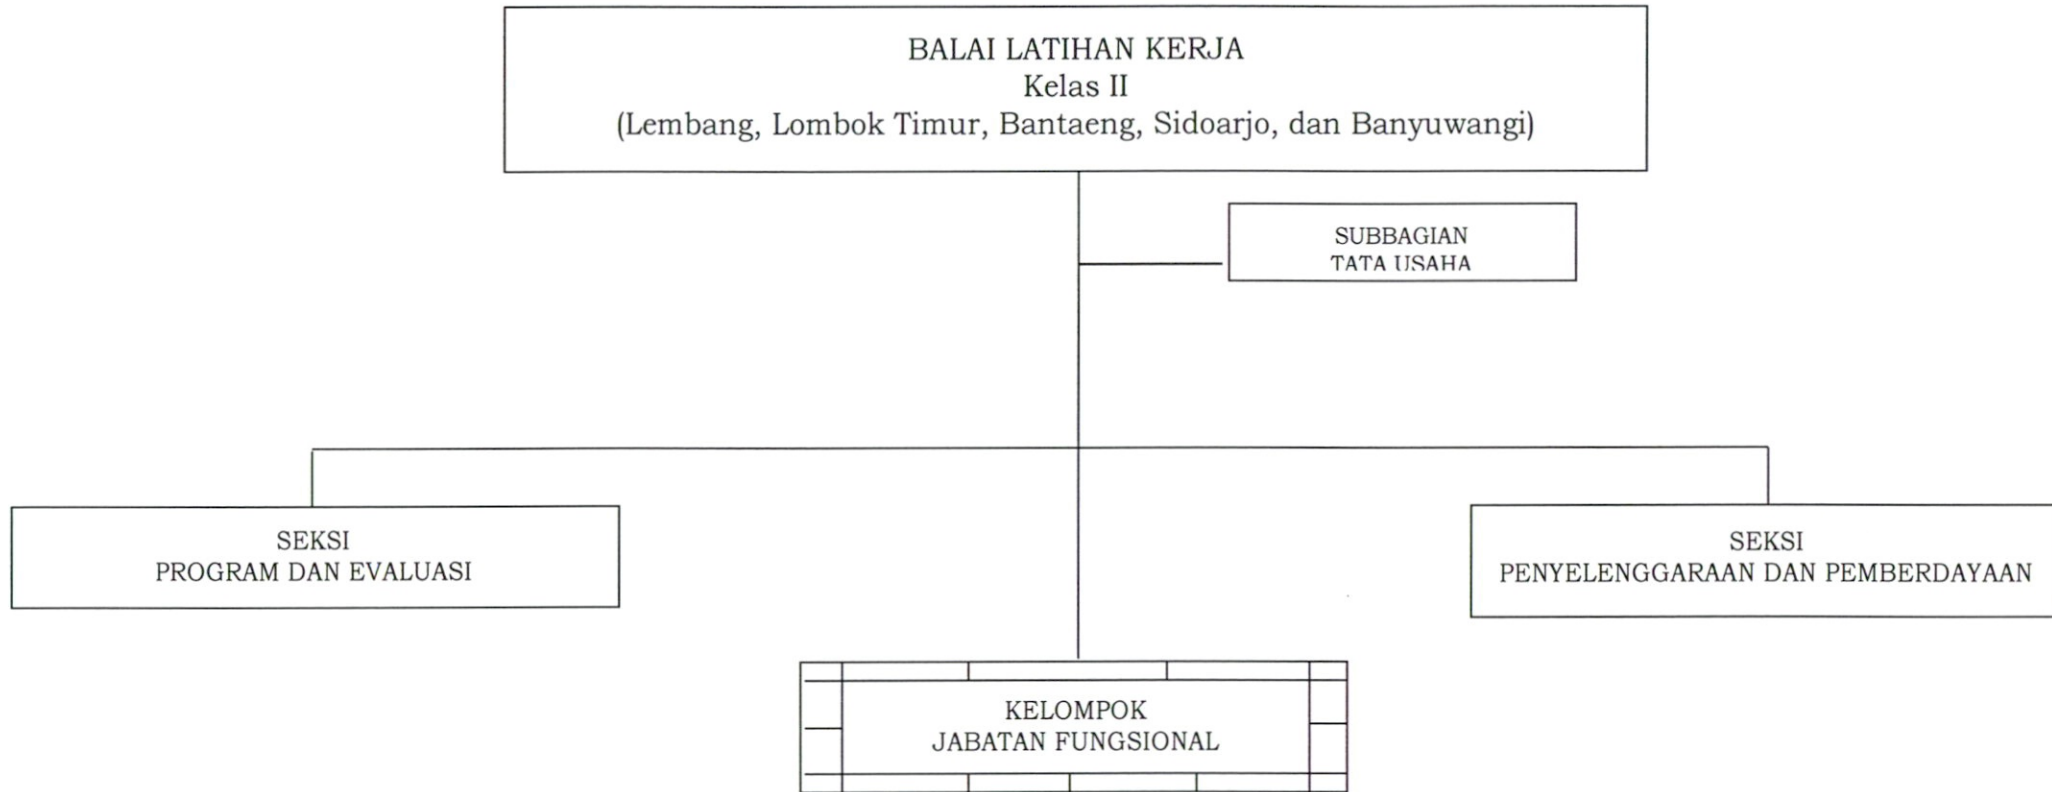 BALAI LATIHAN KERJA
Kelas II
(Lembang, Lombok Timur, Bantaeng, Sidoarjo, dan Banyuwangi)
SUBBAGIAN
TATA USAHA
SEKSI
PROGRAM DAN EVALUASI
SEKSI
PENYELENGGARAAN DAN PEMBERDAYAAN
KELOMPOK
JABATAN FUNGSIONAL